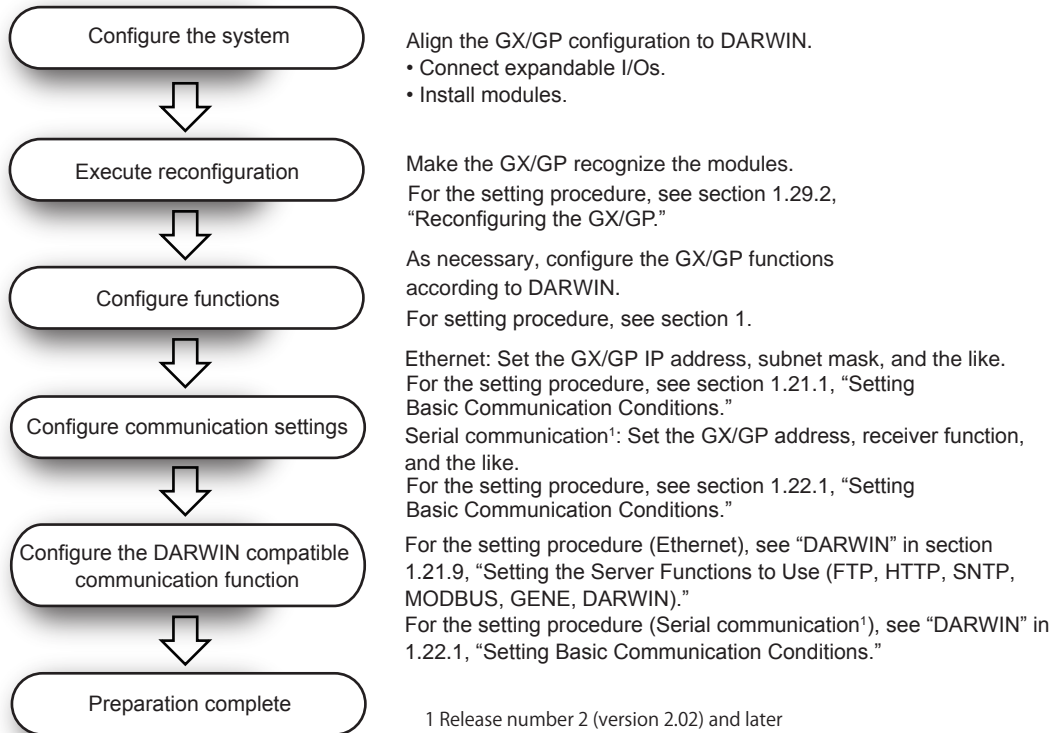 Configure the system
Align the GX/GP configuration to DARWIN.
• Connect expandable I/Os.
• Install modules.
Execute reconfiguration
Make the GX/GP recognize the modules.
For the setting procedure, see section 1.29.2,
“Reconfiguring the GX/GP.”
Configure functions
As necessary, configure the GX/GP functions
according to DARWIN.
For setting procedure, see section 1.
Configure communication settings
Ethernet: Set the GX/GP IP address, subnet mask, and the like.
For the setting procedure, see section 1.21.1, “Setting
Basic Communication Conditions.”
Serial communication¹: Set the GX/GP address, receiver function,
and the like.
For the setting procedure, see section 1.22.1, “Setting
Basic Communication Conditions.”
Configure the DARWIN compatible
communication function
For the setting procedure (Ethernet), see “DARWIN” in section
1.21.9, “Setting the Server Functions to Use (FTP, HTTP, SNTP,
MODBUS, GENE, DARWIN).”
For the setting procedure (Serial communication¹), see “DARWIN” in
1.22.1, “Setting Basic Communication Conditions.”
Preparation complete
1 Release number 2 (version 2.02) and later